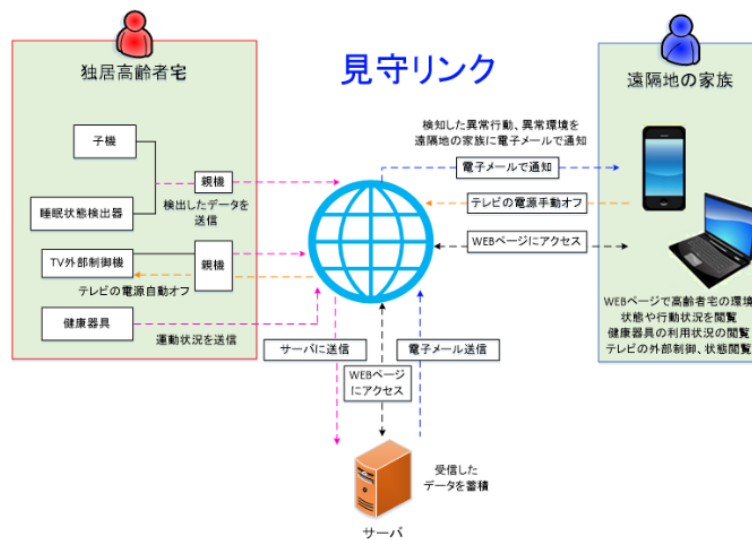 見守リンク
独居高齢者宅
子機
睡眠状態検出器
親機
検出したデータを
送信
TV外部制御機
親機
テレビの電源自動オフ
健康器具
運動状況を送信
遠隔地の家族
検知した異常行動、異常環境を
遠隔地の家族に電子メールで通知
電子メールで通知
テレビの電源手動オフ
WEBページにアクセス
WEBページで高齢者宅の環境
状態や行動状況を閲覧
健康器具の利用状況の閲覧
テレビの外部制御、状態閲覧
サーバに送信
電子メール送信
WEBページ
にアクセス
受信した
データを蓄積
サーバ